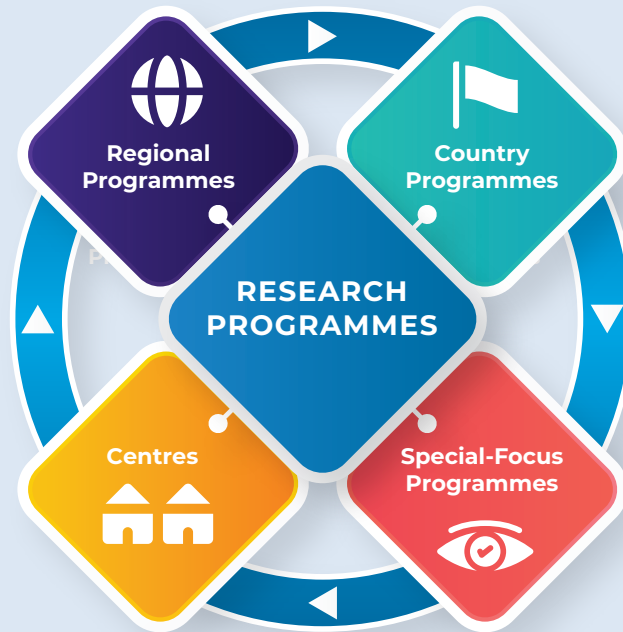 Regional
Programmes
Country
Programmes
RESEARCH
PROGRAMMES
Centres
Special-Focus
Programmes